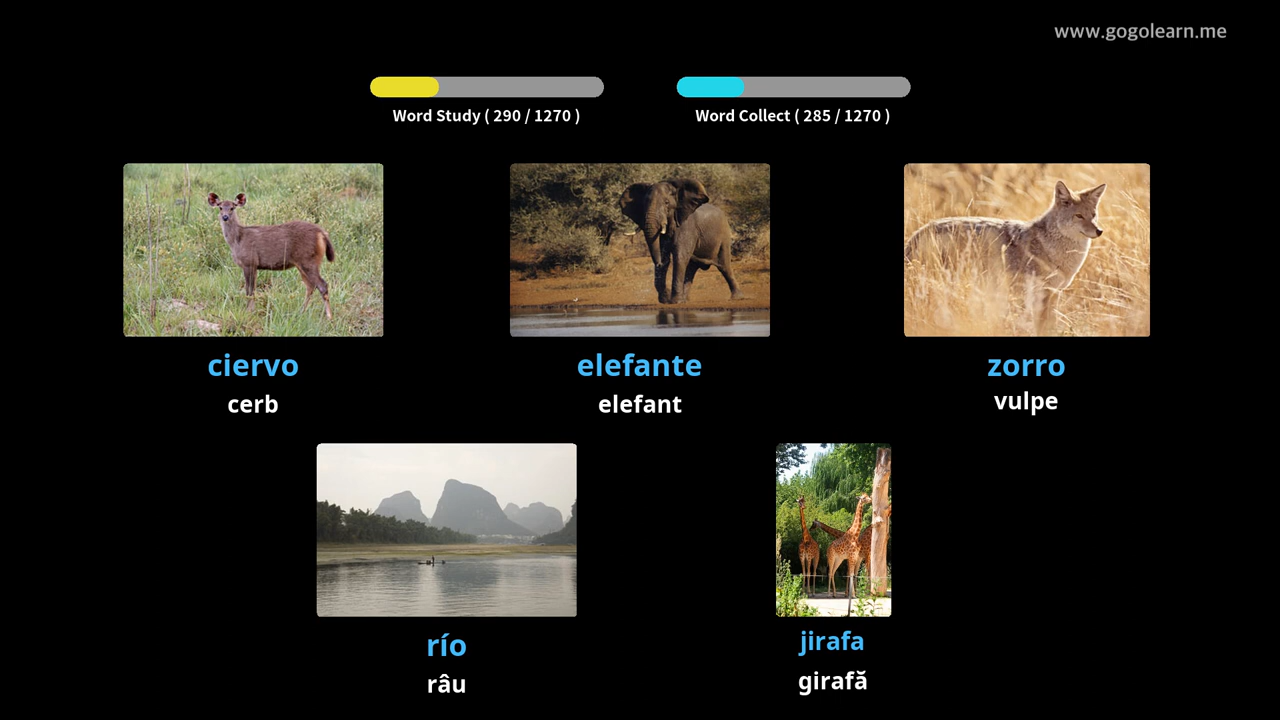 www.gogolearn.me
Word Study ( 290 / 1270 )
Word Collect ( 285 / 1270 )
ciervo
cerb
elefante
elefant
zorro
vulpe
río
râu
jirafa
girafă